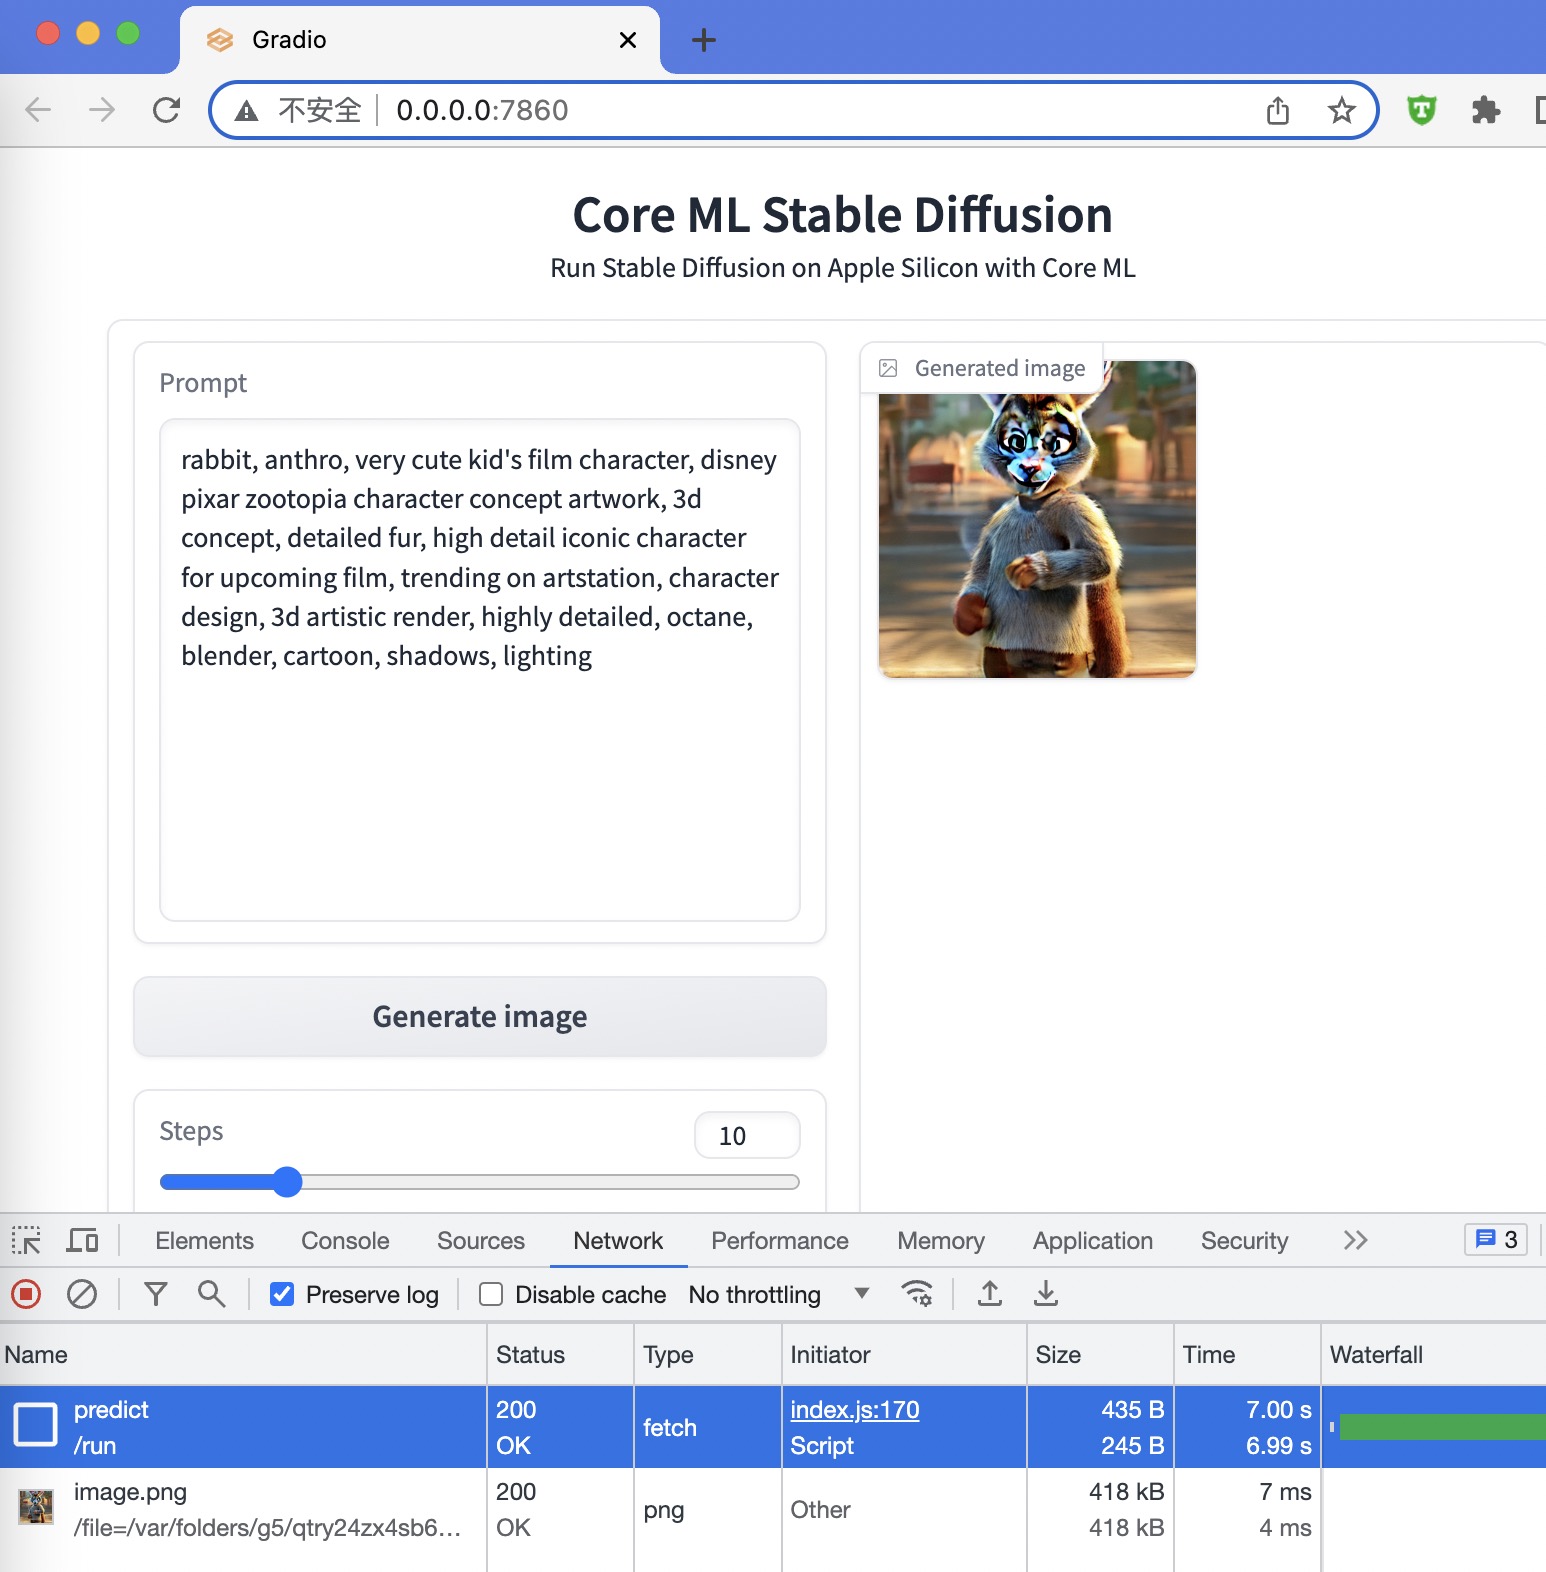 Gradio
不安全
0.0.0.0:7860
Core ML Stable Diffusion
Run Stable Diffusion on Apple Silicon with Core ML
Prompt
rabbit, anthro, very cute kid's film character, disney
pixar zootopia character concept artwork, 3d
concept, detailed fur, high detail iconic character
for upcoming film, trending on artstation, character
design, 3d artistic render, highly detailed, octane,
blender, cartoon, shadows, lighting
Generated image
Generate image
Steps
10
Elements Console Sources Network Performance Memory Application Security 3
Preserve log Disable cache No throttling
Name Status Type Initiator Size Time Waterfall
predict 200 fetch index.js:170 435 B 7.00 s
/run OK Script 245 B 6.99 s
image.png 200 png Other 418 kB 7 ms
/file=/var/folders/g5/qtry24zx4sb6… OK 418 kB 4 ms